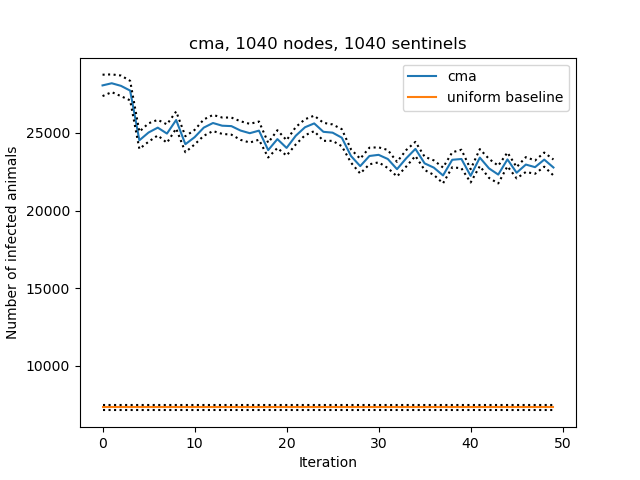 cma, 1040 nodes, 1040 sentinels
cma
uniform baseline
Number of infected animals
25000
20000
15000
10000
0 10 20 30 40 50
Iteration